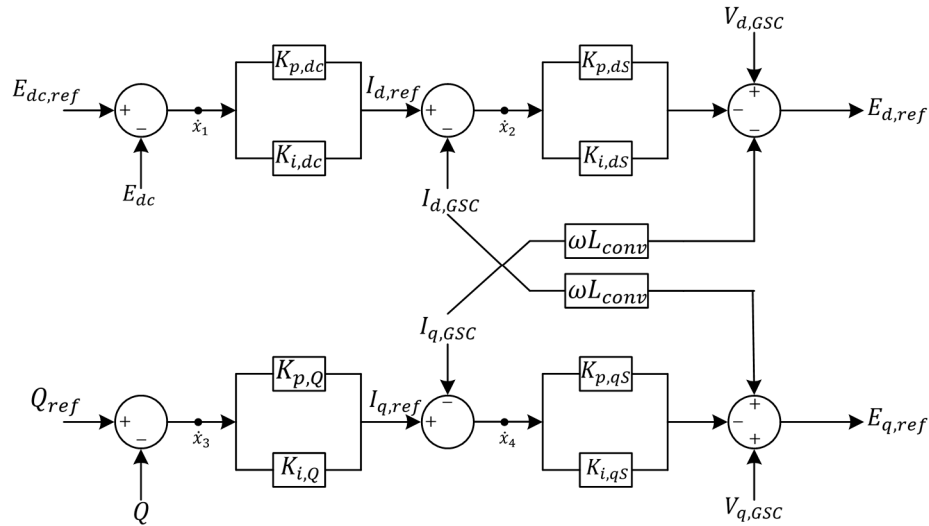 V_{d,GSC}
K_{p,dc}
K_{p,dS}
E_{dc,ref}
I_{d,ref}
E_{d,ref}
+
+
+
−
−
−
−
ẋ_1
ẋ_2
K_{i,dc}
K_{i,dS}
E_{dc}
I_{d,GSC}
ωL_{conv}
ωL_{conv}
I_{q,GSC}
K_{p,Q}
K_{p,qS}
Q_{ref}
I_{q,ref}
E_{q,ref}
+
−
+
−
+
−
+
ẋ_3
ẋ_4
K_{i,Q}
K_{i,qS}
Q
V_{q,GSC}